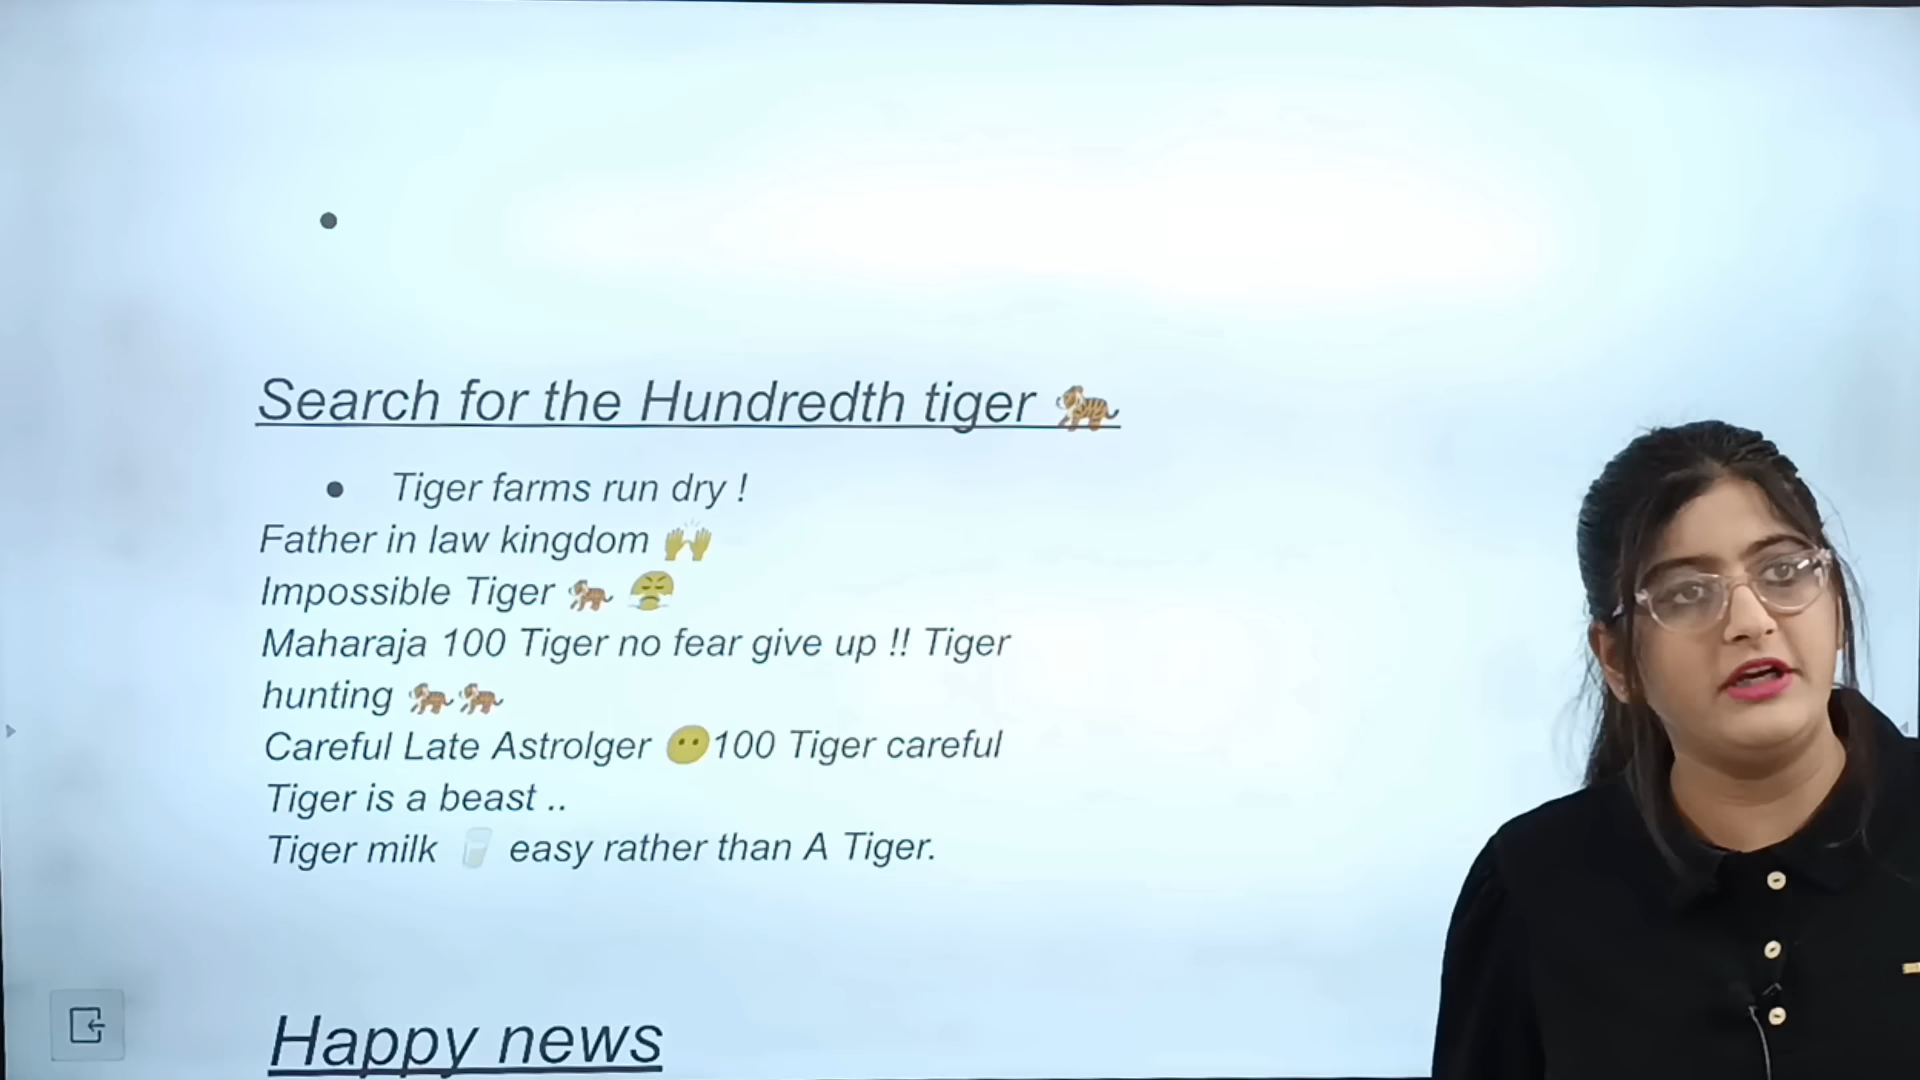 Search for the Hundredth tiger 🐅
• Tiger farms run dry !
Father in law kingdom 🙌
Impossible Tiger 🐅 😤
Maharaja 100 Tiger no fear give up !! Tiger
hunting 🐅🐅
Careful Late Astrolger 😶100 Tiger careful
Tiger is a beast ..
Tiger milk 🥛 easy rather than A Tiger.
Happy news